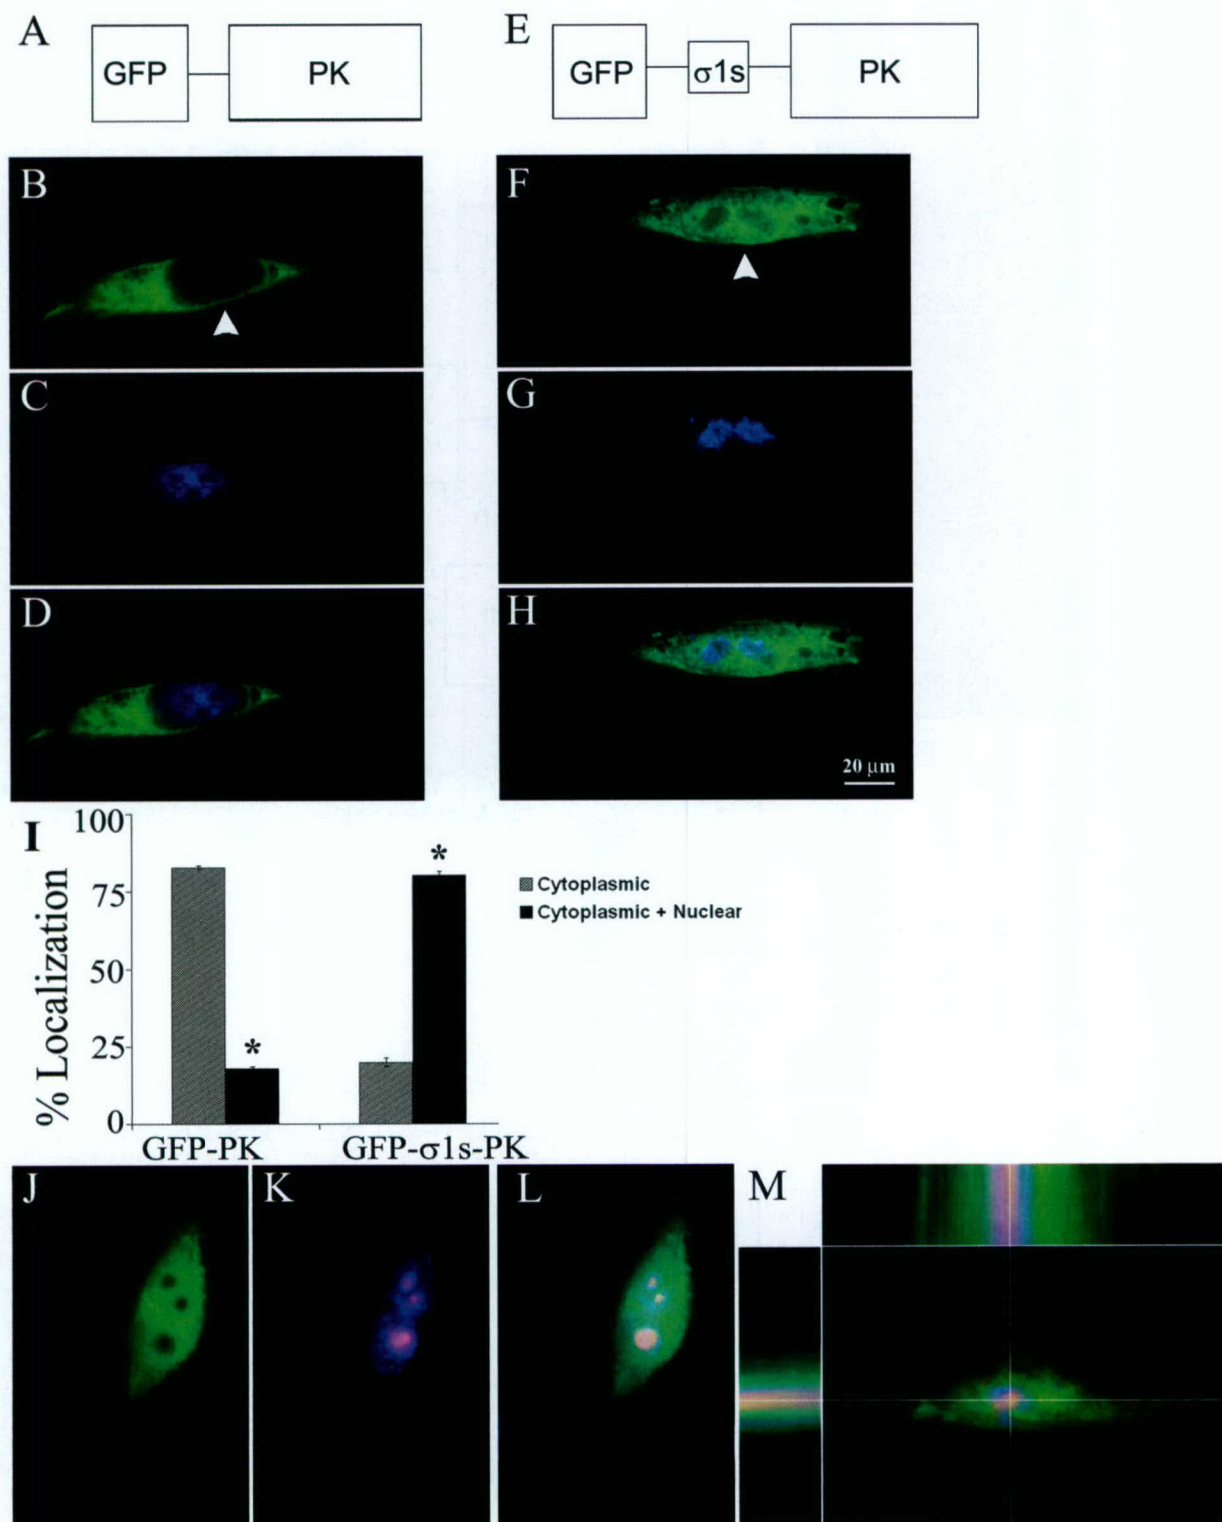 A
GFP
PK
E
GFP
σ1s
PK
B
F
C
G
D
H
20 μm
I
% Localization
100
75
50
25
0
*
*
Cytoplasmic
Cytoplasmic + Nuclear
GFP-PK
GFP-σ1s-PK
J
K
L
M